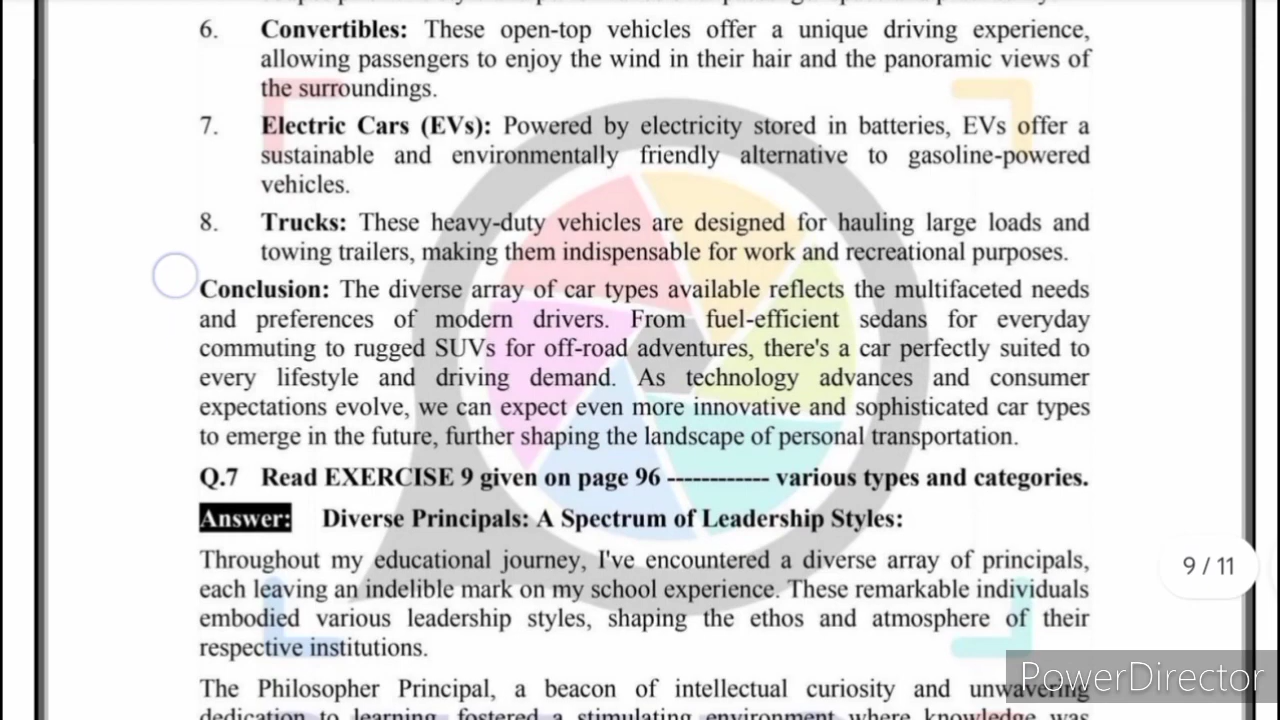 6. Convertibles: These open-top vehicles offer a unique driving experience,
allowing passengers to enjoy the wind in their hair and the panoramic views of
the surroundings.
7. Electric Cars (EVs): Powered by electricity stored in batteries, EVs offer a
sustainable and environmentally friendly alternative to gasoline-powered
vehicles.
8. Trucks: These heavy-duty vehicles are designed for hauling large loads and
towing trailers, making them indispensable for work and recreational purposes.
Conclusion: The diverse array of car types available reflects the multifaceted needs
and preferences of modern drivers. From fuel-efficient sedans for everyday
commuting to rugged SUVs for off-road adventures, there's a car perfectly suited to
every lifestyle and driving demand. As technology advances and consumer
expectations evolve, we can expect even more innovative and sophisticated car types
to emerge in the future, further shaping the landscape of personal transportation.
Q.7 Read EXERCISE 9 given on page 96 ------------ various types and categories.
Answer: Diverse Principals: A Spectrum of Leadership Styles:
Throughout my educational journey, I've encountered a diverse array of principals,
each leaving an indelible mark on my school experience. These remarkable individuals
embodied various leadership styles, shaping the ethos and atmosphere of their
respective institutions.
9 / 11
The Philosopher Principal, a beacon of intellectual curiosity and unwavering
dedication to learning, fostered a stimulating environment where knowledge was
PowerDirector